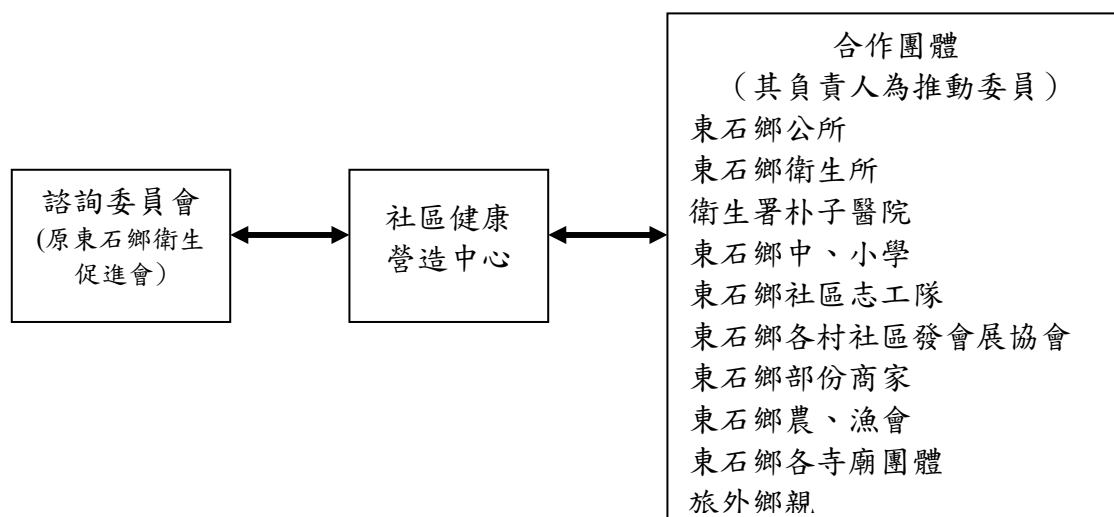 諮詢委員會
(原東石鄉衛生
促進會）
社區健康
營造中心
合作團體
（其負責人為推動委員）
東石鄉公所
東石鄉衛生所
衛生署朴子醫院
東石鄉中、小學
東石鄉社區志工隊
東石鄉各村社區發會展協會
東石鄉部份商家
東石鄉農、漁會
東石鄉各寺廟團體
旅外鄉親